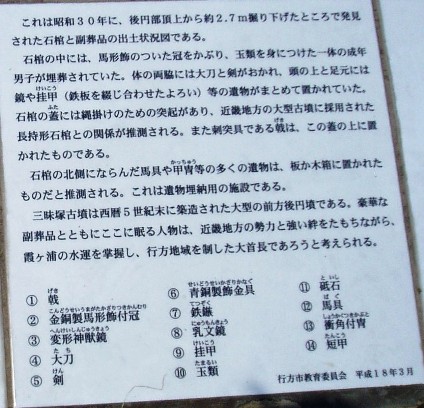 これは昭和３０年に、後円部頂上から約２.７ｍ掘り下げたところで発見
された石棺と副葬品の出土状況図である。
石棺の中には、馬形飾のついた冠をかぶり、玉類を身につけた一体の成年
男子が埋葬されていた。体の両脇には大刀と剣がおかれ、頭の上と足元には
鏡や挂甲（鉄板を綴じ合わせたよろい）等の遺物がまとめて置かれていた。
石棺の蓋には縄掛けのための突起があり、近畿地方の大型古墳に採用された
長持形石棺との関係が推測される。また刺突具である戟は、この蓋の上に置
かれたものである。
石棺の北側にならんだ馬具や甲冑等の多くの遺物は、板か木箱に置かれた
ものだと推測される。これは遺物埋納用の施設である。
三昧塚古墳は西暦５世紀末に築造された大型の前方後円墳である。豪華な
副葬品とともにここに眠る人物は、近畿地方の勢力と強い絆をもちながら、
霞ヶ浦の水運を掌握し、行方地域を制した大首長であろうと考えられる。
① 戟
② 金銅製馬形飾付冠
③ 変形神獣鏡
④ 大刀
⑤ 剣
⑥ 青銅製飾金具
⑦ 鉄鏃
⑧ 乳文鏡
⑨ 挂甲
⑩ 玉類
⑪ 砥石
⑫ 馬具
⑬ 衝角付冑
⑭ 短甲
行方市教育委員会　平成１８年３月